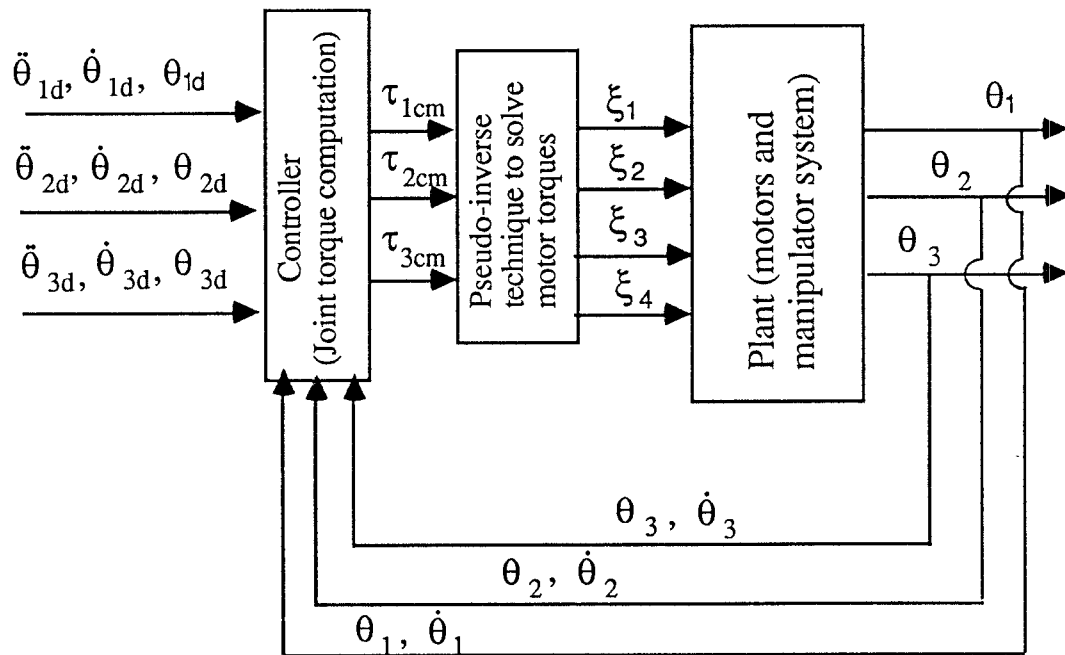 θ̈ 1d, θ̇ 1d, θ1d
θ̈ 2d, θ̇ 2d, θ 2d
θ̈ 3d, θ̇ 3d, θ 3d
Controller
(Joint torque computation)
τ1cm
τ2cm
τ3cm
Pseudo-inverse
technique to solve
motor torques
ξ1
ξ2
ξ3
ξ4
Plant (motors and
manipulator system)
θ1
θ2
θ3
θ3, θ̇3
θ2, θ̇2
θ1, θ̇1